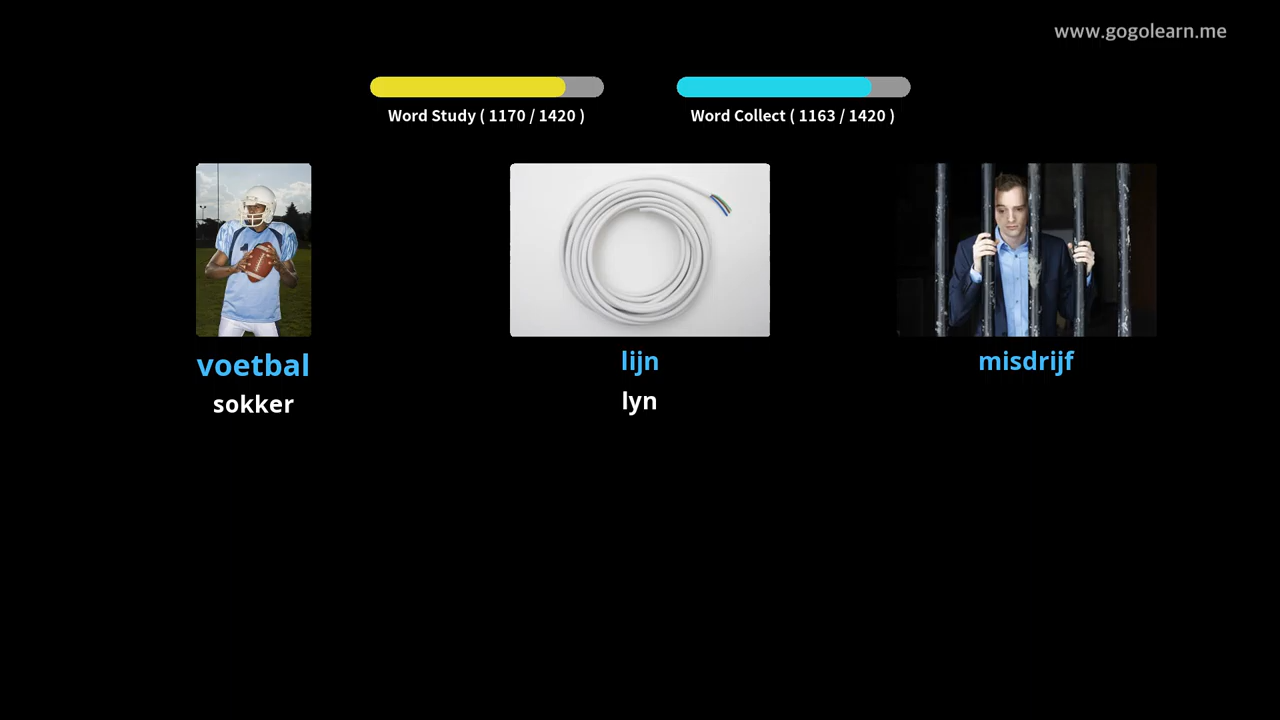 www.gogolearn.me
Word Study ( 1170 / 1420 )
Word Collect ( 1163 / 1420 )
voetbal
sokker
lijn
lyn
misdrijf